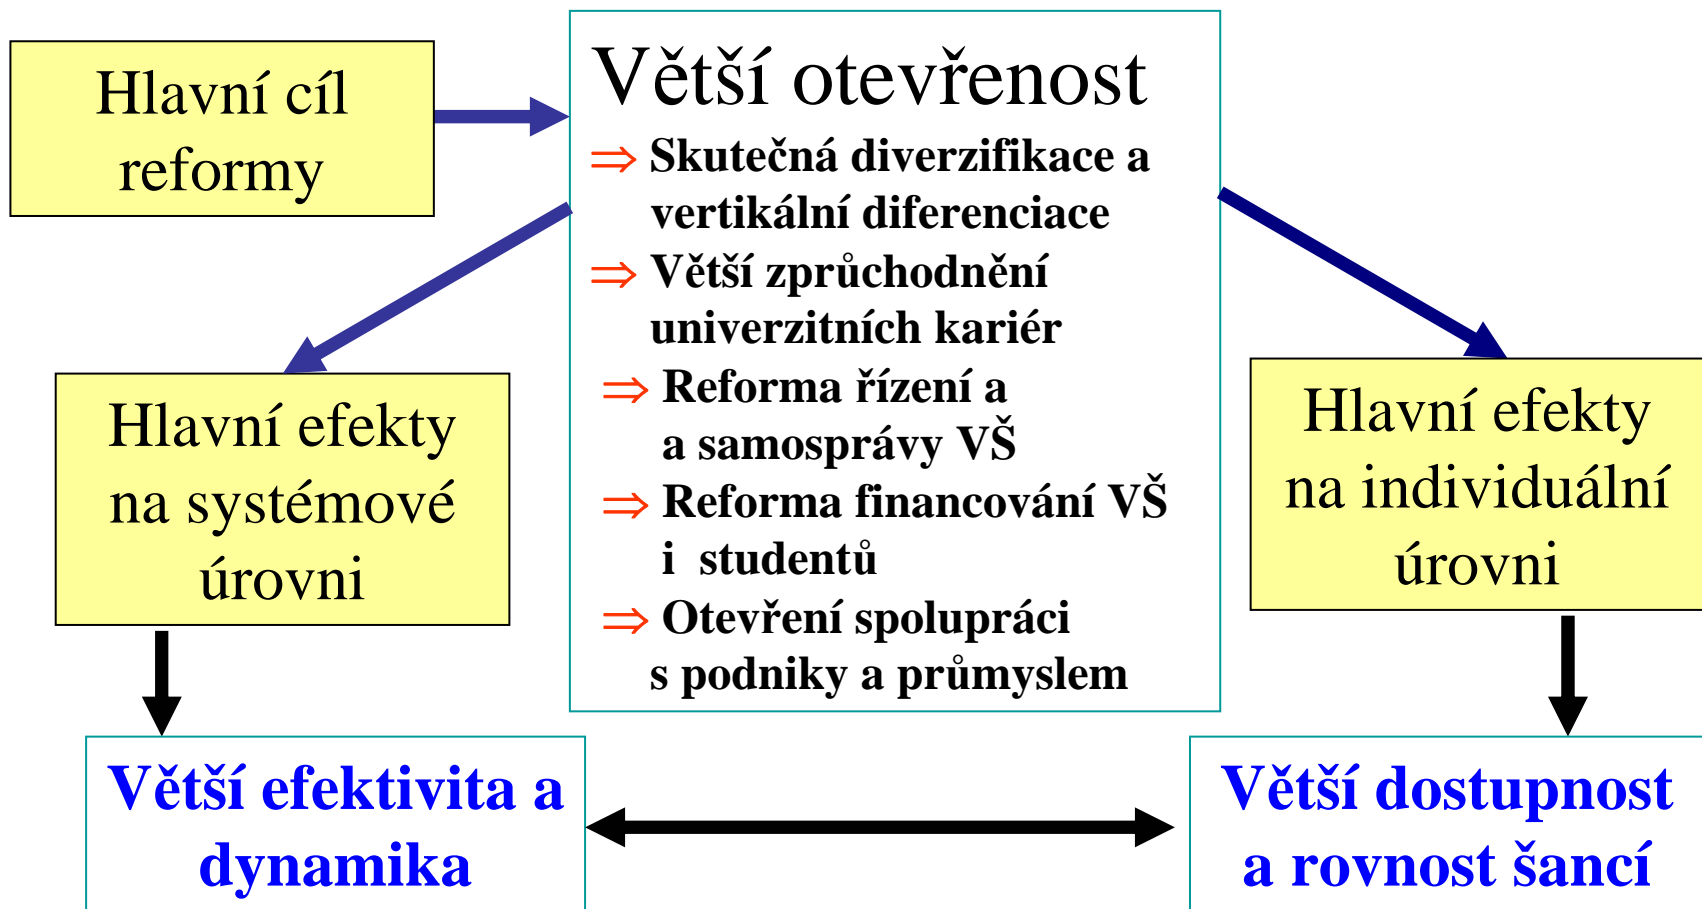 Hlavní cíl
reformy
Větší otevřenost
⇒ Skutečná diverzifikace a
vertikální diferenciace
⇒ Větší zprůchodnění
univerzitních kariér
⇒ Reforma řízení a
a samosprávy VŠ
⇒ Reforma financování VŠ
i studentů
⇒ Otevření spolupráci
s podniky a průmyslem
Hlavní efekty
na systémové
úrovni
Hlavní efekty
na individuální
úrovni
Větší efektivita a
dynamika
Větší dostupnost
a rovnost šancí